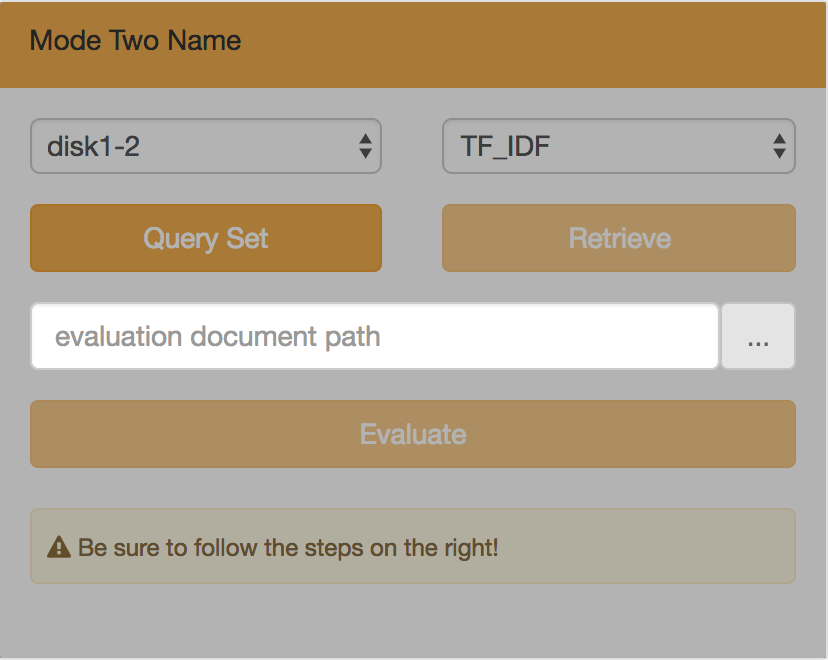 Mode Two Name
disk1-2
TF_IDF
Query Set
Retrieve
evaluation document path
...
Evaluate
Be sure to follow the steps on the right!